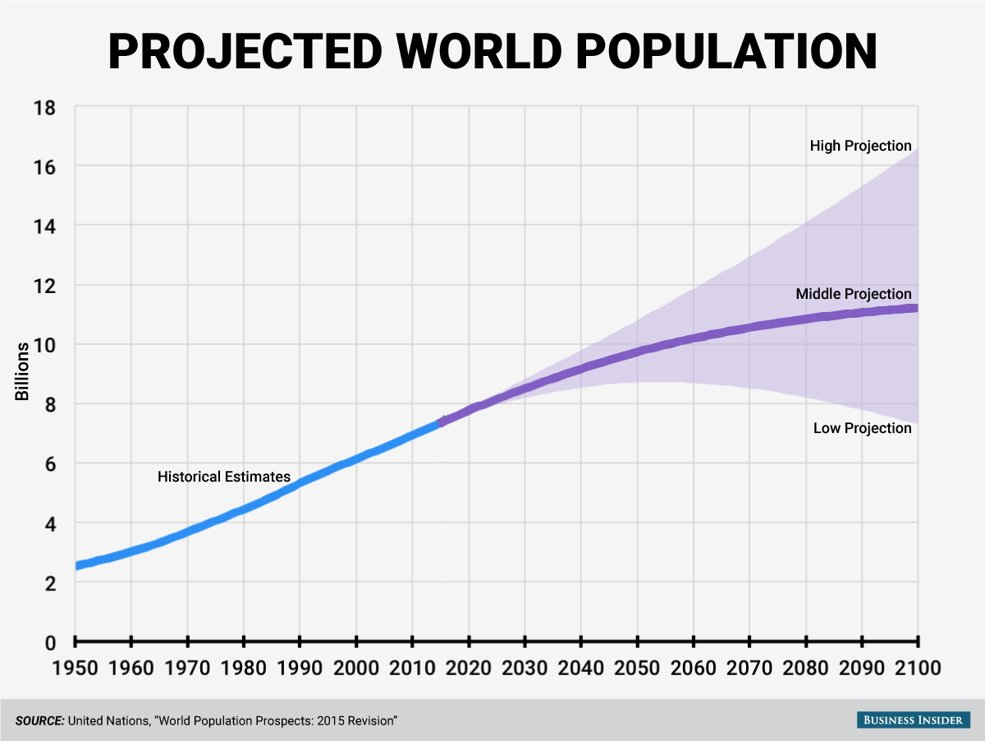 PROJECTED WORLD POPULATION
18
16
14
12
10
8
6
4
2
0
Billions
High Projection
Middle Projection
Low Projection
Historical Estimates
1950 1960 1970 1980 1990 2000 2010 2020 2030 2040 2050 2060 2070 2080 2090 2100
SOURCE: United Nations, “World Population Prospects: 2015 Revision”
BUSINESS INSIDER